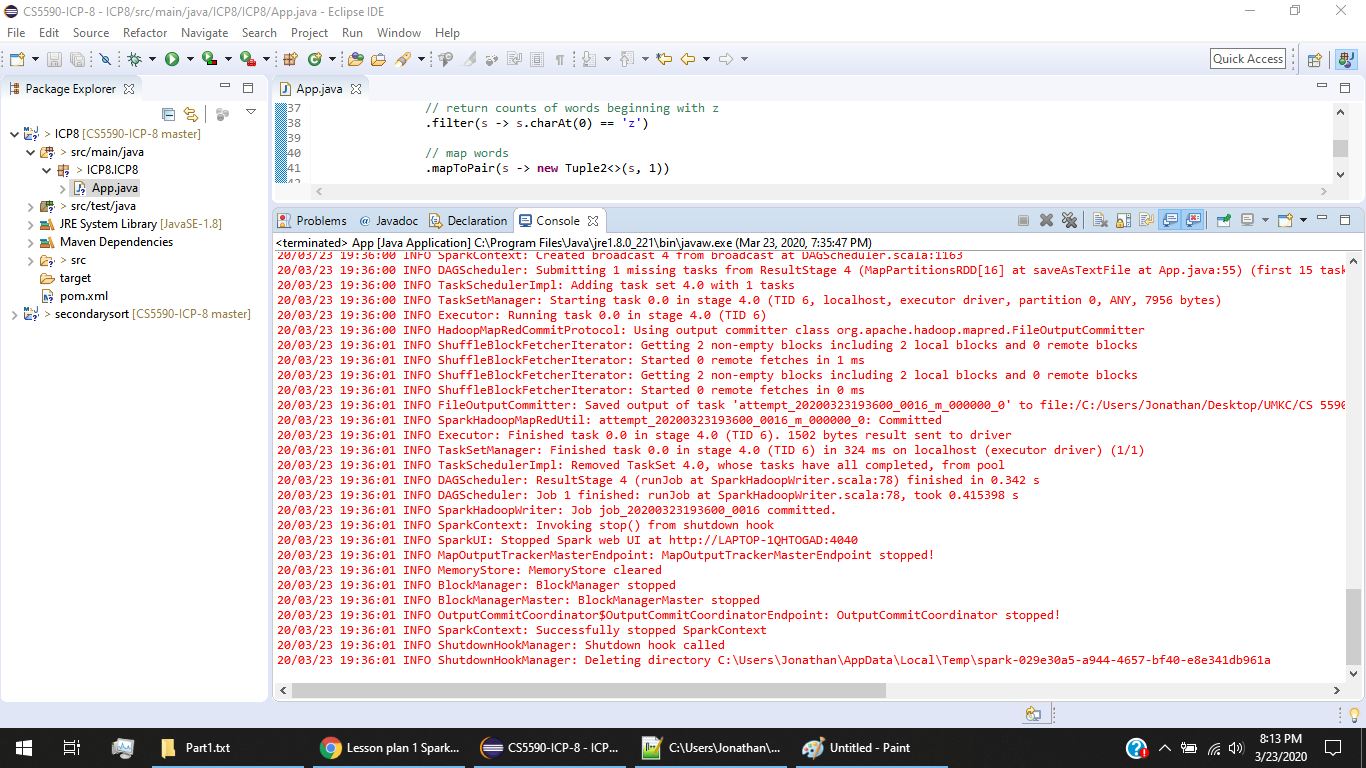 CS5590-ICP-8 - ICP8/src/main/java/ICP8/ICP8/App.java - Eclipse IDE
File Edit Source Refactor Navigate Search Project Run Window Help
Quick Access
Package Explorer
App.java
> ICP8 [CS5590-ICP-8 master]
> src/main/java
> ICP8.ICP8
App.java
> src/test/java
JRE System Library [JavaSE-1.8]
Maven Dependencies
> src
target
pom.xml
> secondarysort [CS5590-ICP-8 master]
37 // return counts of words beginning with z
38 .filter(s -> s.charAt(0) == 'z')
39
40 // map words
41 .mapToPair(s -> new Tuple2<>(s, 1))
42
Problems @ Javadoc Declaration Console
<terminated> App [Java Application] C:\Program Files\Java\jre1.8.0_221\bin\javaw.exe (Mar 23, 2020, 7:35:47 PM)
20/03/23 19:36:00 INFO SparkContext: Created broadcast 4 from broadcast at DAGScheduler.scala:1163
20/03/23 19:36:00 INFO DAGScheduler: Submitting 1 missing tasks from ResultStage 4 (MapPartitionsRDD[16] at saveAsTextFile at App.java:55) (first 15 task
20/03/23 19:36:00 INFO TaskSchedulerImpl: Adding task set 4.0 with 1 tasks
20/03/23 19:36:00 INFO TaskSetManager: Starting task 0.0 in stage 4.0 (TID 6, localhost, executor driver, partition 0, ANY, 7956 bytes)
20/03/23 19:36:00 INFO Executor: Running task 0.0 in stage 4.0 (TID 6)
20/03/23 19:36:00 INFO HadoopMapRedCommitProtocol: Using output committer class org.apache.hadoop.mapred.FileOutputCommitter
20/03/23 19:36:01 INFO ShuffleBlockFetcherIterator: Getting 2 non-empty blocks including 2 local blocks and 0 remote blocks
20/03/23 19:36:01 INFO ShuffleBlockFetcherIterator: Started 0 remote fetches in 1 ms
20/03/23 19:36:01 INFO ShuffleBlockFetcherIterator: Getting 2 non-empty blocks including 2 local blocks and 0 remote blocks
20/03/23 19:36:01 INFO ShuffleBlockFetcherIterator: Started 0 remote fetches in 0 ms
20/03/23 19:36:01 INFO FileOutputCommitter: Saved output of task 'attempt_20200323193600_0016_m_000000_0' to file:/C:/Users/Jonathan/Desktop/UMKC/CS 5590
20/03/23 19:36:01 INFO SparkHadoopMapRedUtil: attempt_20200323193600_0016_m_000000_0: Committed
20/03/23 19:36:01 INFO Executor: Finished task 0.0 in stage 4.0 (TID 6). 1502 bytes result sent to driver
20/03/23 19:36:01 INFO TaskSetManager: Finished task 0.0 in stage 4.0 (TID 6) in 324 ms on localhost (executor driver) (1/1)
20/03/23 19:36:01 INFO TaskSchedulerImpl: Removed TaskSet 4.0, whose tasks have all completed, from pool
20/03/23 19:36:01 INFO DAGScheduler: ResultStage 4 (runJob at SparkHadoopWriter.scala:78) finished in 0.342 s
20/03/23 19:36:01 INFO DAGScheduler: Job 1 finished: runJob at SparkHadoopWriter.scala:78, took 0.415398 s
20/03/23 19:36:01 INFO SparkHadoopWriter: Job job_20200323193600_0016 committed.
20/03/23 19:36:01 INFO SparkContext: Invoking stop() from shutdown hook
20/03/23 19:36:01 INFO SparkUI: Stopped Spark web UI at http://LAPTOP-1QHTOGAD:4040
20/03/23 19:36:01 INFO MapOutputTrackerMasterEndpoint: MapOutputTrackerMasterEndpoint stopped!
20/03/23 19:36:01 INFO MemoryStore: MemoryStore cleared
20/03/23 19:36:01 INFO BlockManager: BlockManager stopped
20/03/23 19:36:01 INFO BlockManagerMaster: BlockManagerMaster stopped
20/03/23 19:36:01 INFO OutputCommitCoordinator$OutputCommitCoordinatorEndpoint: OutputCommitCoordinator stopped!
20/03/23 19:36:01 INFO SparkContext: Successfully stopped SparkContext
20/03/23 19:36:01 INFO ShutdownHookManager: Shutdown hook called
20/03/23 19:36:01 INFO ShutdownHookManager: Deleting directory C:\Users\Jonathan\AppData\Local\Temp\spark-029e30a5-a944-4657-bf40-e8e341db961a
Part1.txt
Lesson plan 1 Spark...
CS5590-ICP-8 - ICP...
C:\Users\Jonathan\...
Untitled - Paint
8:13 PM
3/23/2020